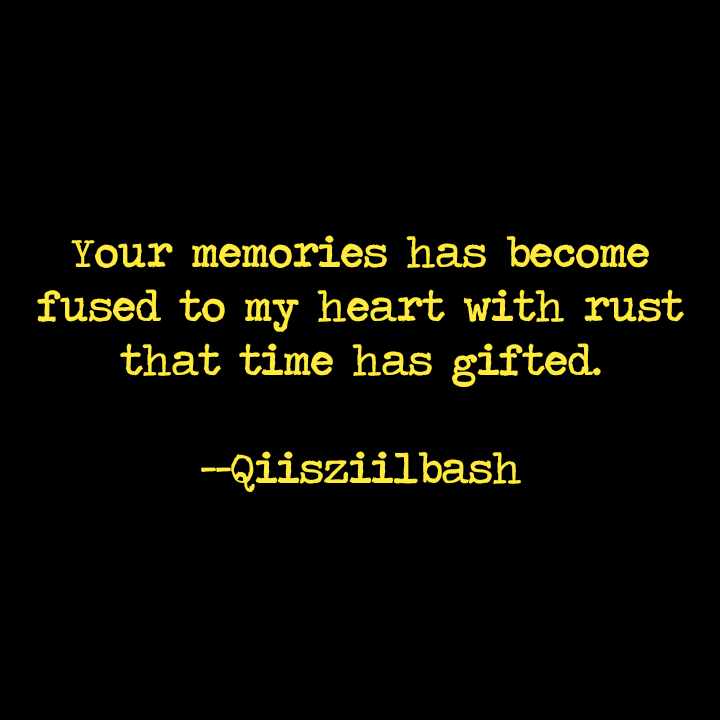 Your memories has become
fused to my heart with rust
that time has gifted.
--Qiisziilbash